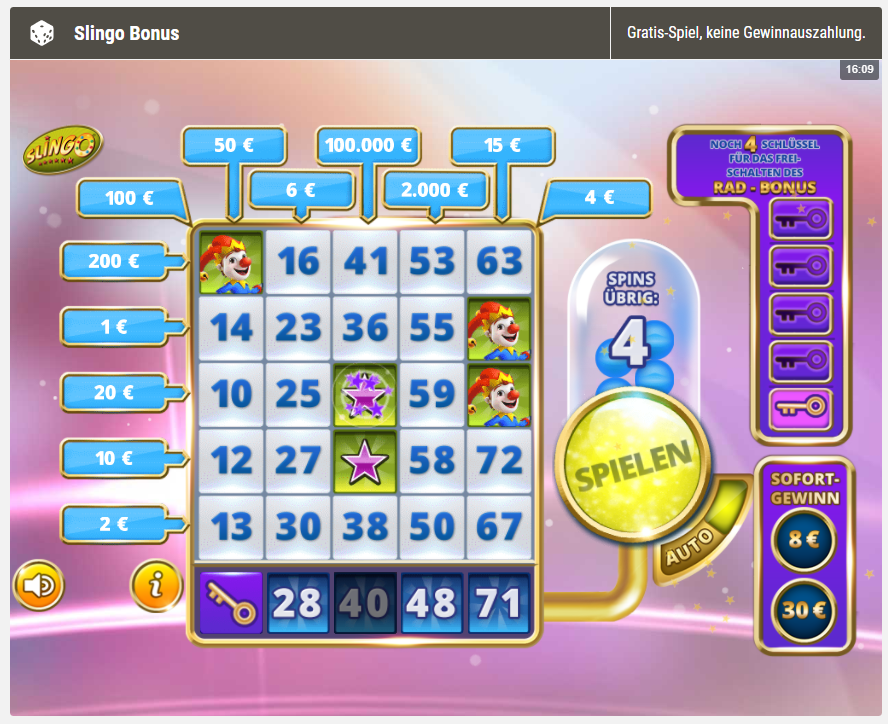 Slingo Bonus
Gratis-Spiel, keine Gewinnauszahlung.
16:09
SLINGO
50 €
100.000 €
15 €
100 €
6 €
2.000 €
4 €
NOCH 4 SCHLÜSSEL
FÜR DAS FREI-
SCHALTEN DES
RAD - BONUS
200 €
16 41 53 63
SPINS
ÜBRIG:
4
1 €
14 23 36 55
20 €
10 25 59
10 €
12 27 58 72
SPIELEN
2 €
13 30 38 50 67
AUTO
SOFORT-
GEWINN
8 €
30 €
i
28 40 48 71